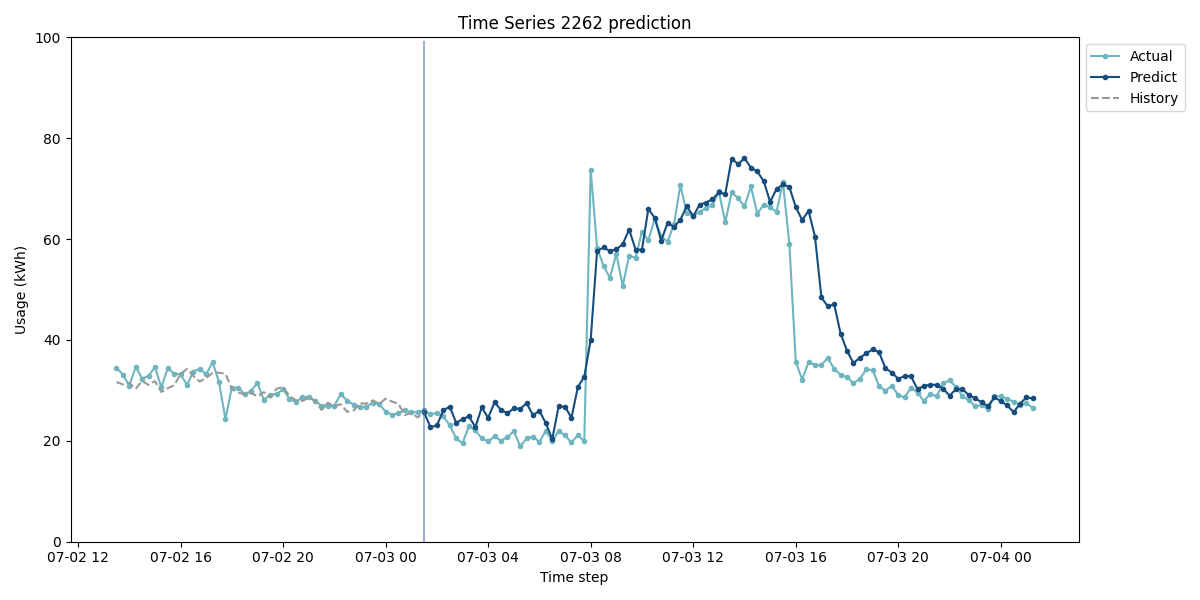 Time Series 2262 prediction
100
80
60
40
20
0
Usage (kWh)
07-02 12
07-02 16
07-02 20
07-03 00
07-03 04
07-03 08
07-03 12
07-03 16
07-03 20
07-04 00
Time step
Actual
Predict
History